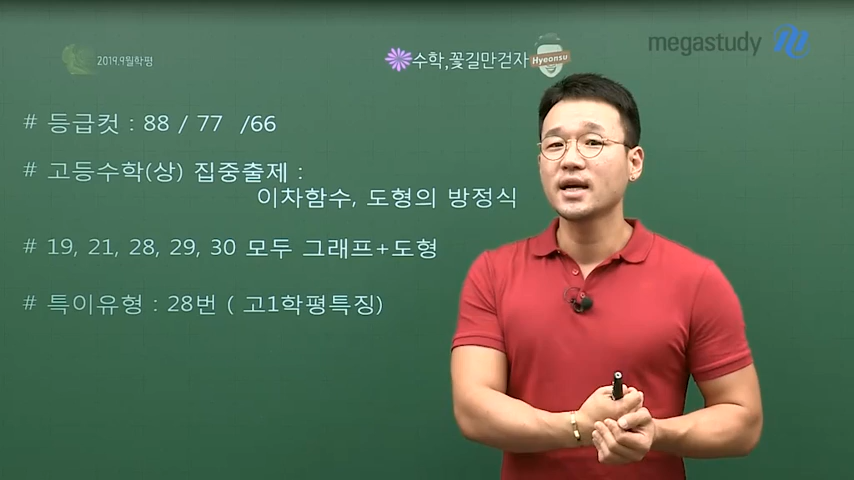 2019.9월학평
수학,꽃길만걷자
Hyeonsu
megastudy
# 등급컷 : 88 / 77 /66
# 고등수학(상) 집중출제 :
이차함수, 도형의 방정식
# 19, 21, 28, 29, 30 모두 그래프+도형
# 특이유형 : 28번 ( 고1학평특징)